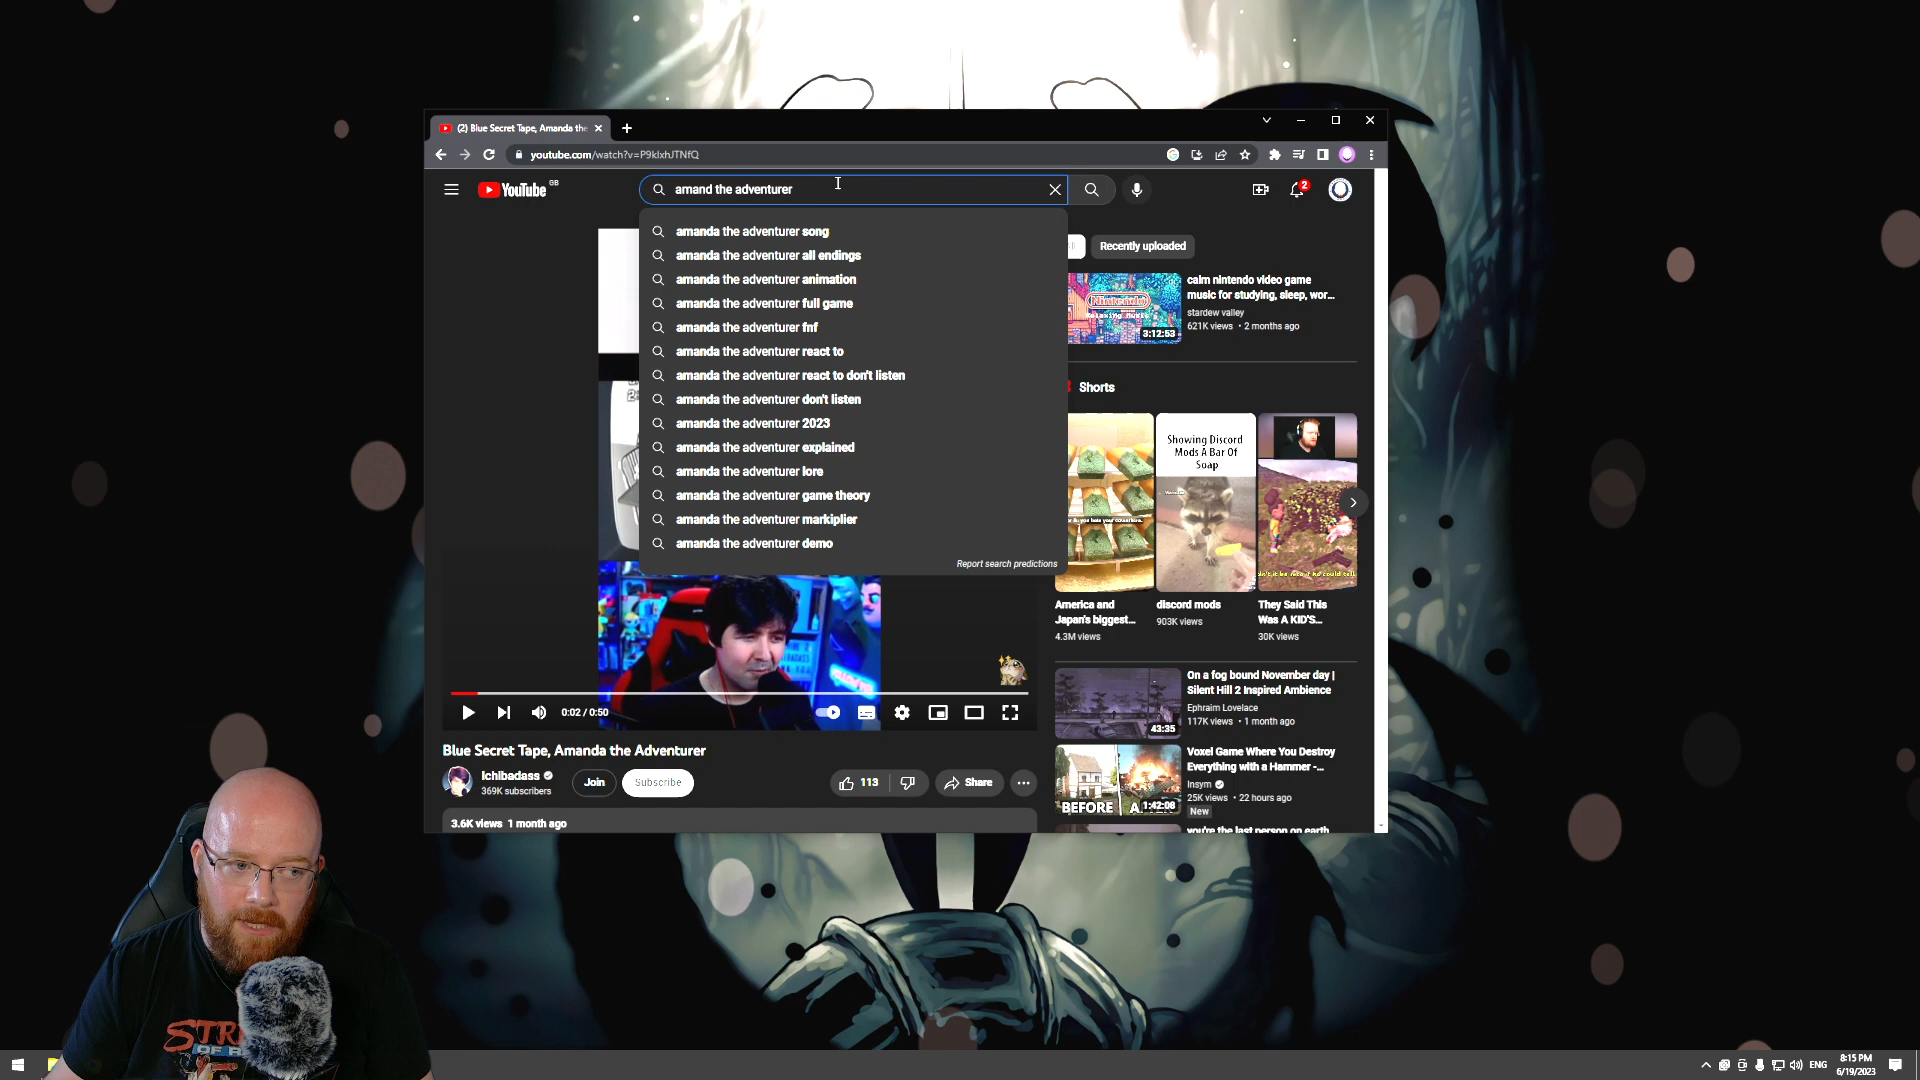 (2) Blue Secret Tape, Amanda the
youtube.com/watch?v=P9kIxhJTNfQ
YouTube GB
amand the adventurer
2
amanda the adventurer song
amanda the adventurer all endings
amanda the adventurer animation
amanda the adventurer full game
amanda the adventurer fnf
amanda the adventurer react to
amanda the adventurer react to don't listen
amanda the adventurer don't listen
amanda the adventurer 2023
amanda the adventurer explained
amanda the adventurer lore
amanda the adventurer game theory
amanda the adventurer markiplier
amanda the adventurer demo
Report search predictions
0:02 / 0:50
Blue Secret Tape, Amanda the Adventurer
Ichibadass
369K subscribers
Join
Subscribe
113
Share
3.6K views 1 month ago
Recently uploaded
Nintendo
3:12:53
calm nintendo video game
music for studying, sleep, wor...
stardew valley
621K views • 2 months ago
Shorts
Showing Discord
Mods A Bar Of
Soap
America and
Japan's biggest...
4.3M views
discord mods
903K views
They Said This
Was A KID'S...
30K views
43:35
On a fog bound November day |
Silent Hill 2 Inspired Ambience
Ephraim Lovelace
117K views • 1 month ago
BEFORE
1:42:08
Voxel Game Where You Destroy
Everything with a Hammer -...
Insym
25K views • 22 hours ago
New
you're the last person on earth
ENG
8:15 PM
6/19/2023